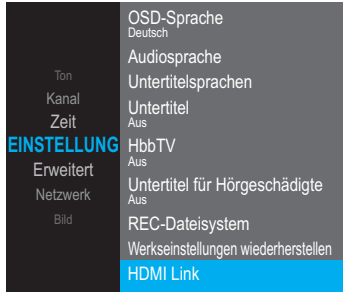 Ton
Kanal
Zeit
EINSTELLUNG
Erweitert
Netzwerk
Bild
OSD-Sprache
Deutsch
Audiosprache
Untertitelsprachen
Untertitel
Aus
HbbTV
Aus
Untertitel für Hörgeschädigte
Aus
REC-Dateisystem
Werkseinstellungen wiederherstellen
HDMI Link